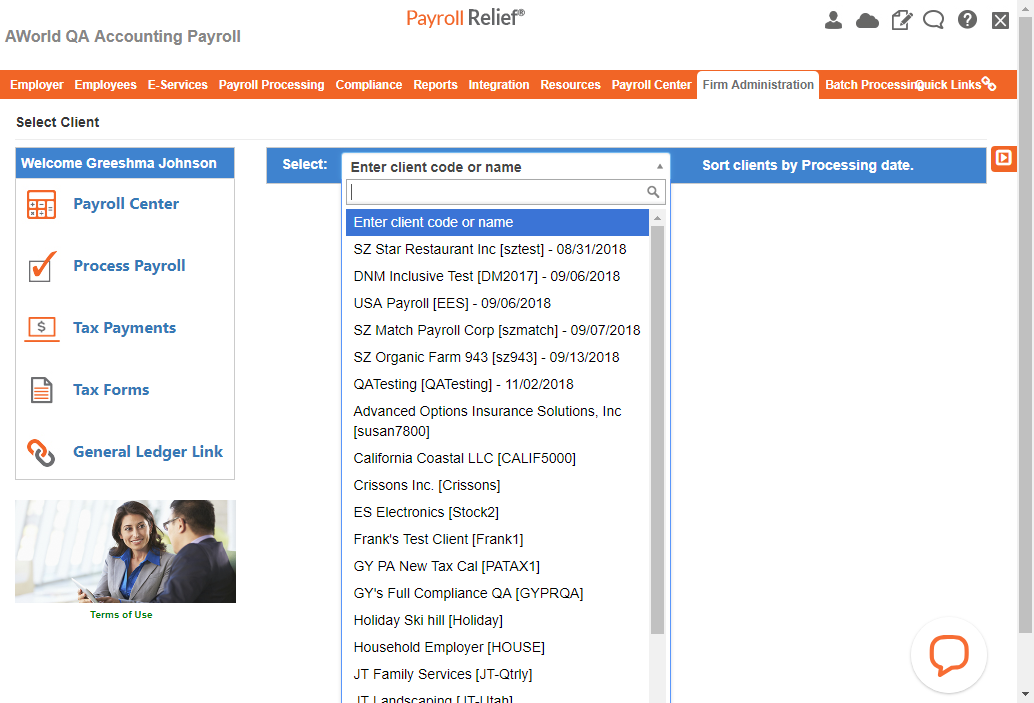 Payroll Relief®
AWorld QA Accounting Payroll
Employer Employees E-Services Payroll Processing Compliance Reports Integration Resources Payroll Center Firm Administration Batch Processing Quick Links
Select Client
Welcome Greeshma Johnson
Payroll Center
Process Payroll
$
Tax Payments
Tax Forms
General Ledger Link
Terms of Use
Select:
Enter client code or name
Sort clients by Processing date.
Enter client code or name
SZ Star Restaurant Inc [sztest] - 08/31/2018
DNM Inclusive Test [DM2017] - 09/06/2018
USA Payroll [EES] - 09/06/2018
SZ Match Payroll Corp [szmatch] - 09/07/2018
SZ Organic Farm 943 [sz943] - 09/13/2018
QATesting [QATesting] - 11/02/2018
Advanced Options Insurance Solutions, Inc
[susan7800]
California Coastal LLC [CALIF5000]
Crissons Inc. [Crissons]
ES Electronics [Stock2]
Frank's Test Client [Frank1]
GY PA New Tax Cal [PATAX1]
GY's Full Compliance QA [GYPRQA]
Holiday Ski hill [Holiday]
Household Employer [HOUSE]
JT Family Services [JT-Qtrly]
JT Landscaping [JT-Utah]